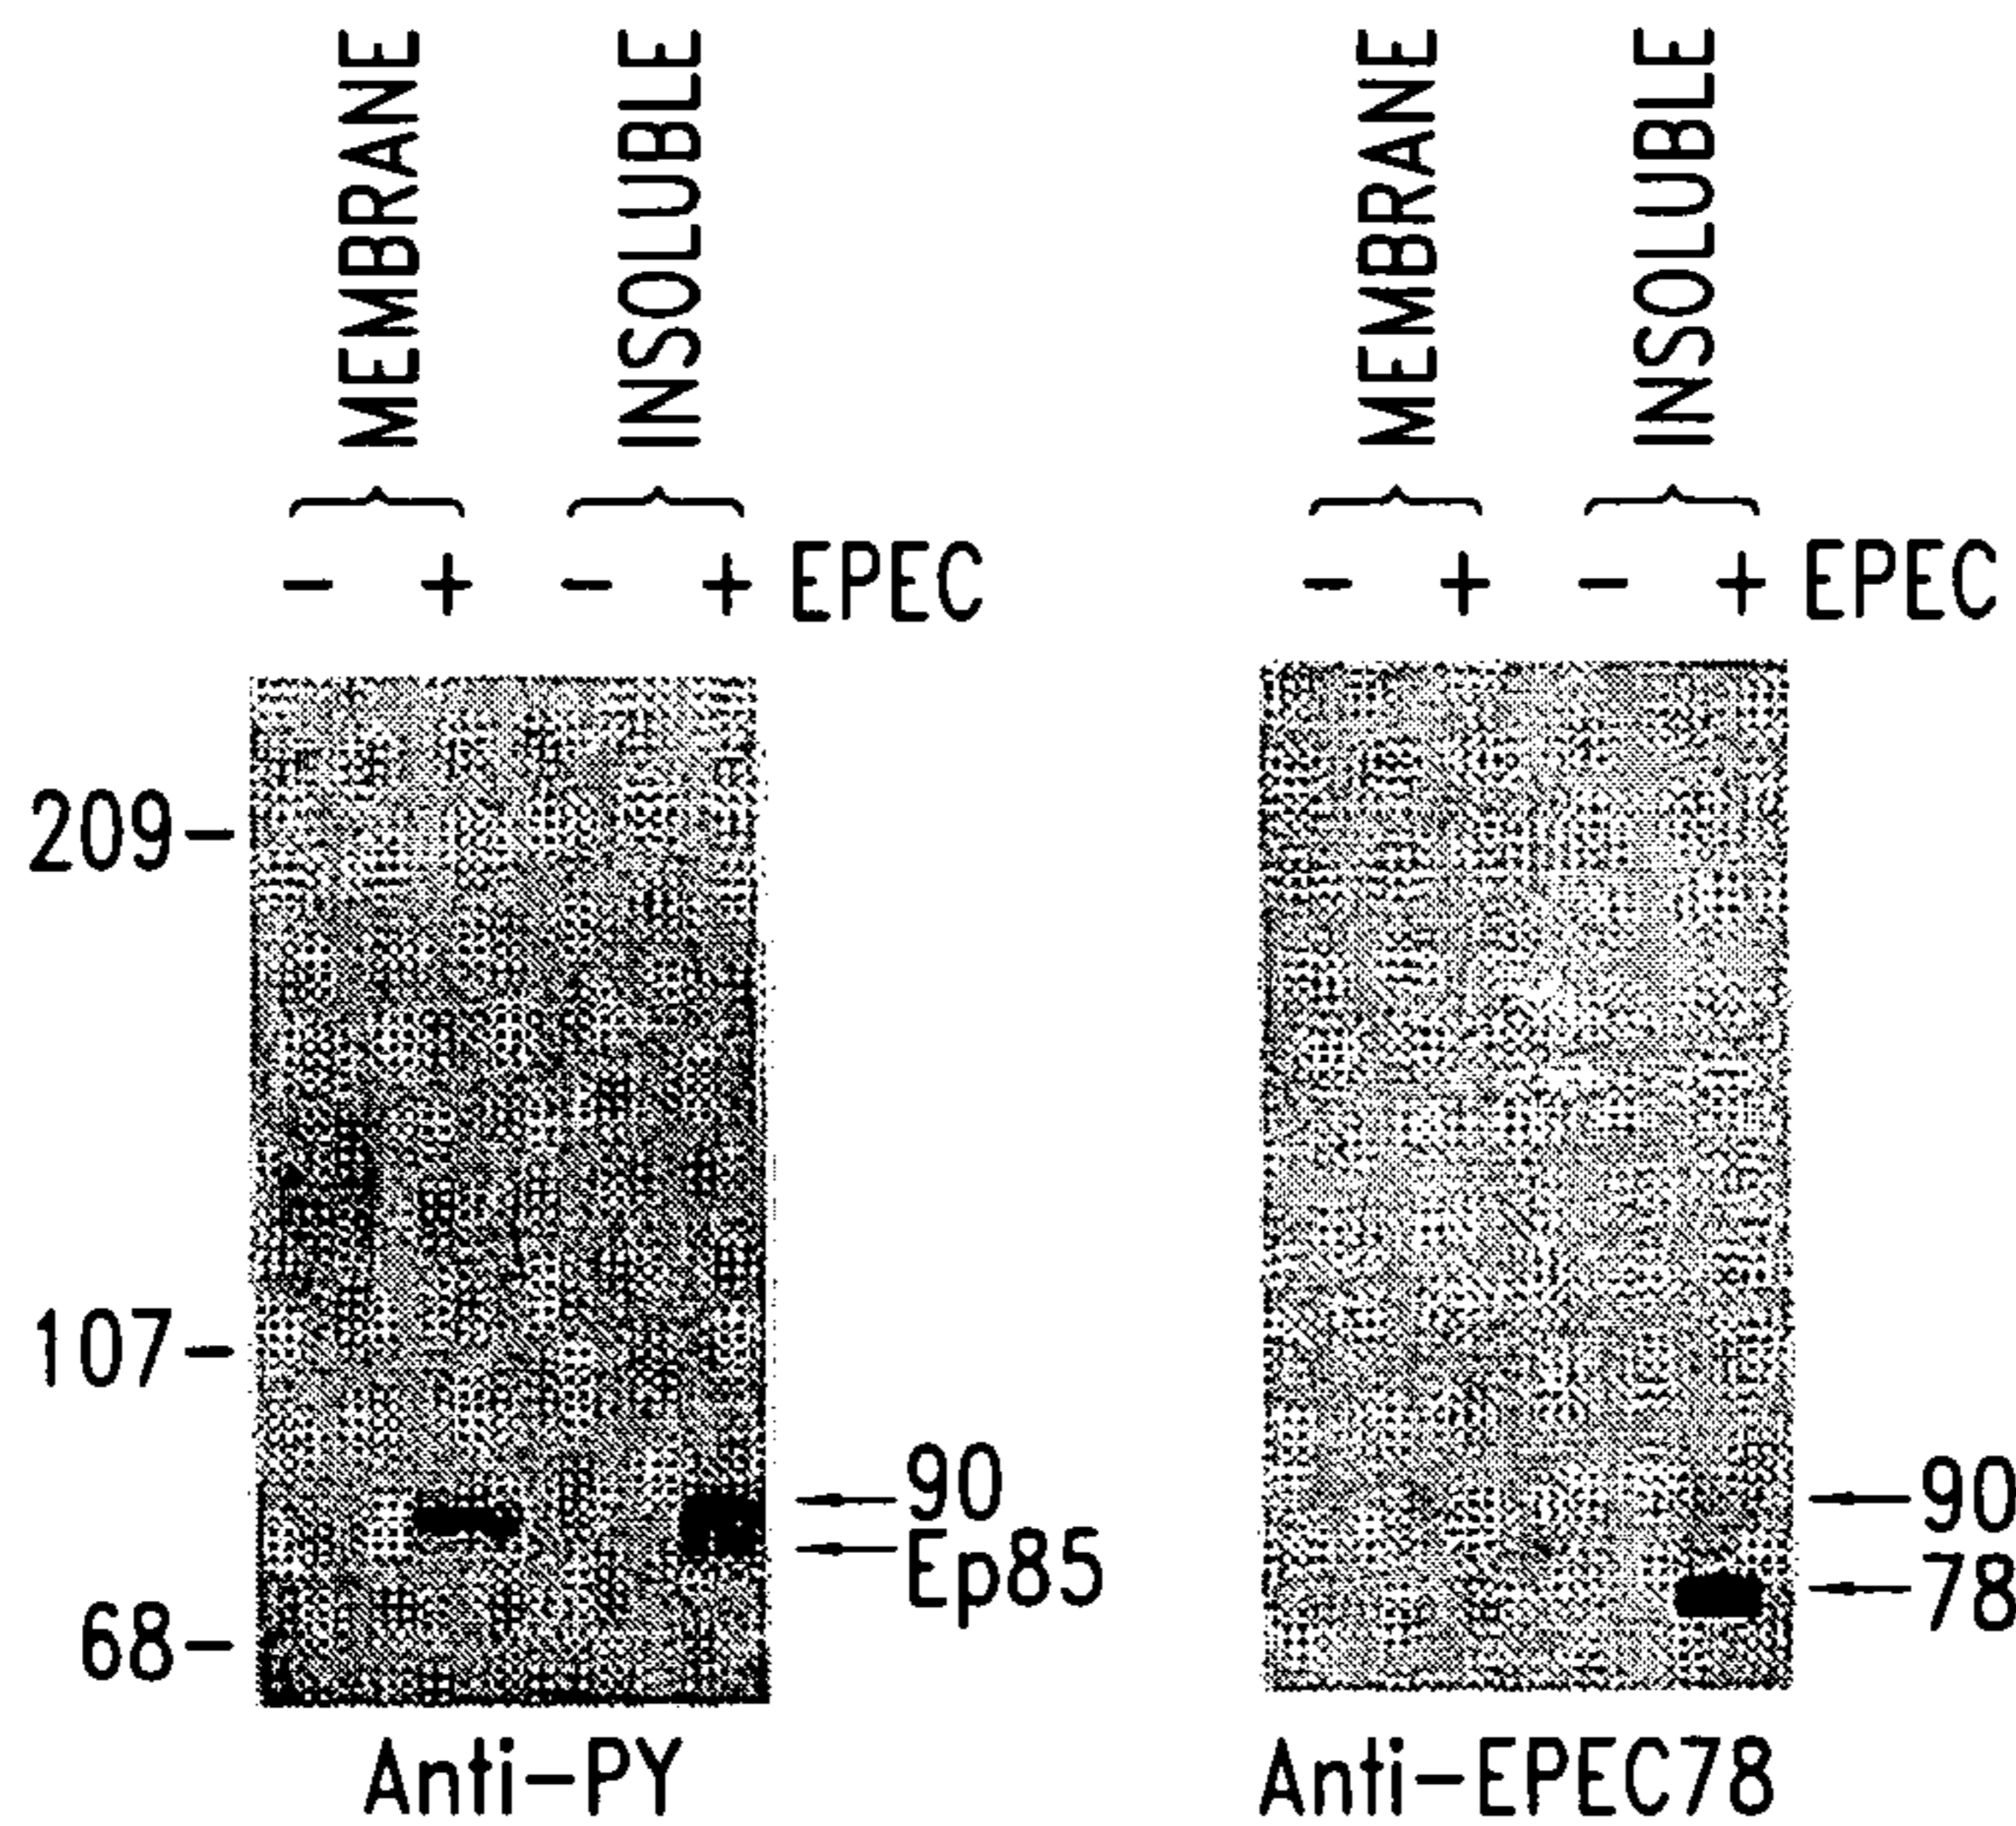 MEMBRANE
INSOLUBLE
MEMBRANE
INSOLUBLE
- + - + EPEC
- + - + EPEC
209-
107-
68-
90
Ep85
90
78
Anti-PY
Anti-EPEC78